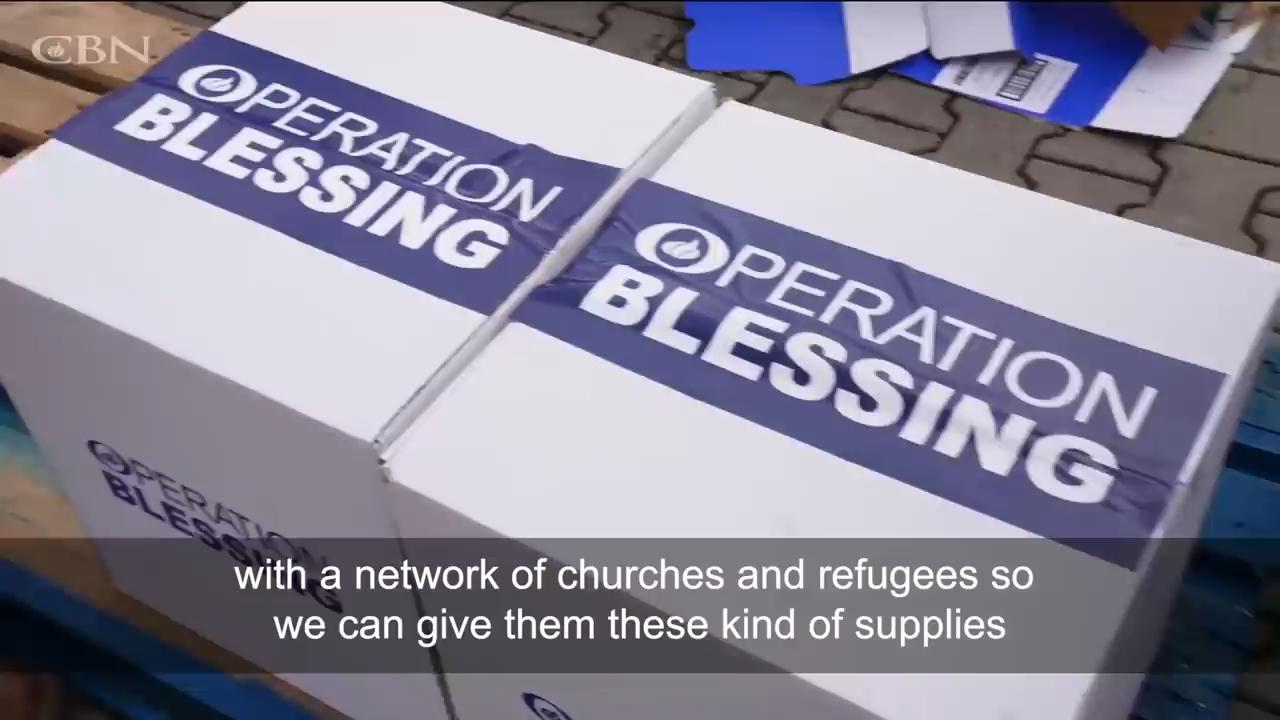 CBN
OPERATION
BLESSING
OPERATION
BLESSING
OPERATION
BLESSING
with a network of churches and refugees so
we can give them these kind of supplies